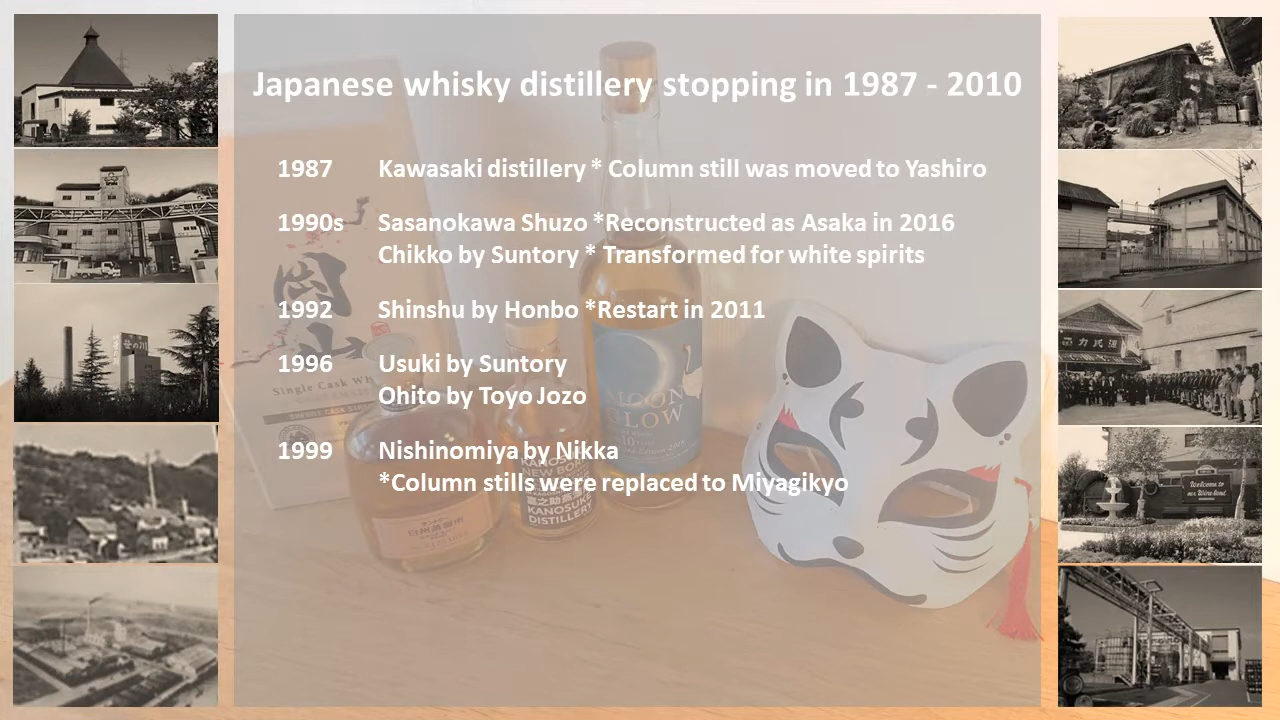 Japanese whisky distillery stopping in 1987 - 2010
1987 Kawasaki distillery * Column still was moved to Yashiro
1990s Sasanokawa Shuzo *Reconstructed as Asaka in 2016
Chikko by Suntory * Transformed for white spirits
1992 Shinshu by Honbo *Restart in 2011
1996 Usuki by Suntory
Ohito by Toyo Jozo
1999 Nishinomiya by Nikka
*Column stills were replaced to Miyagikyo
Single Cask Wh
MOON
GLOW
KANOSUKE
NEW BORN
KANOSUKE
DISTILLERY
Welcome to
our Wine land.